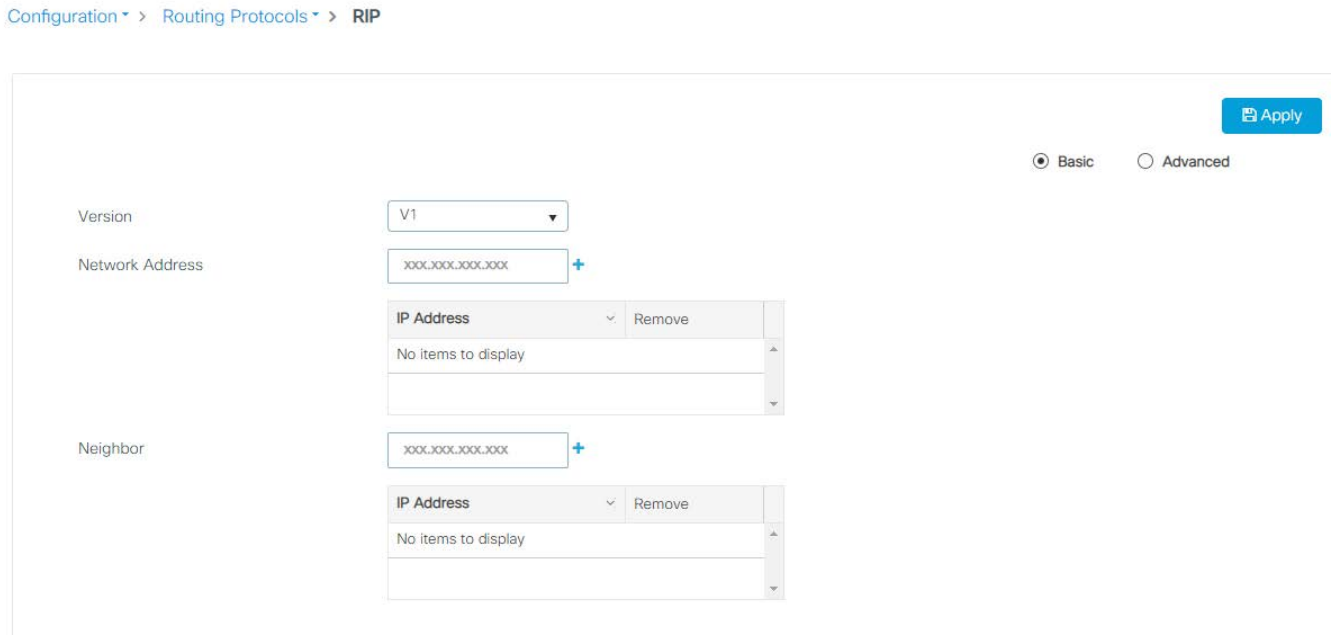 Configuration > Routing Protocols > RIP
Apply
Basic Advanced
Version V1
Network Address xxx.xxx.xxx.xxx +
IP Address Remove
No items to display
Neighbor xxx.xxx.xxx.xxx +
IP Address Remove
No items to display